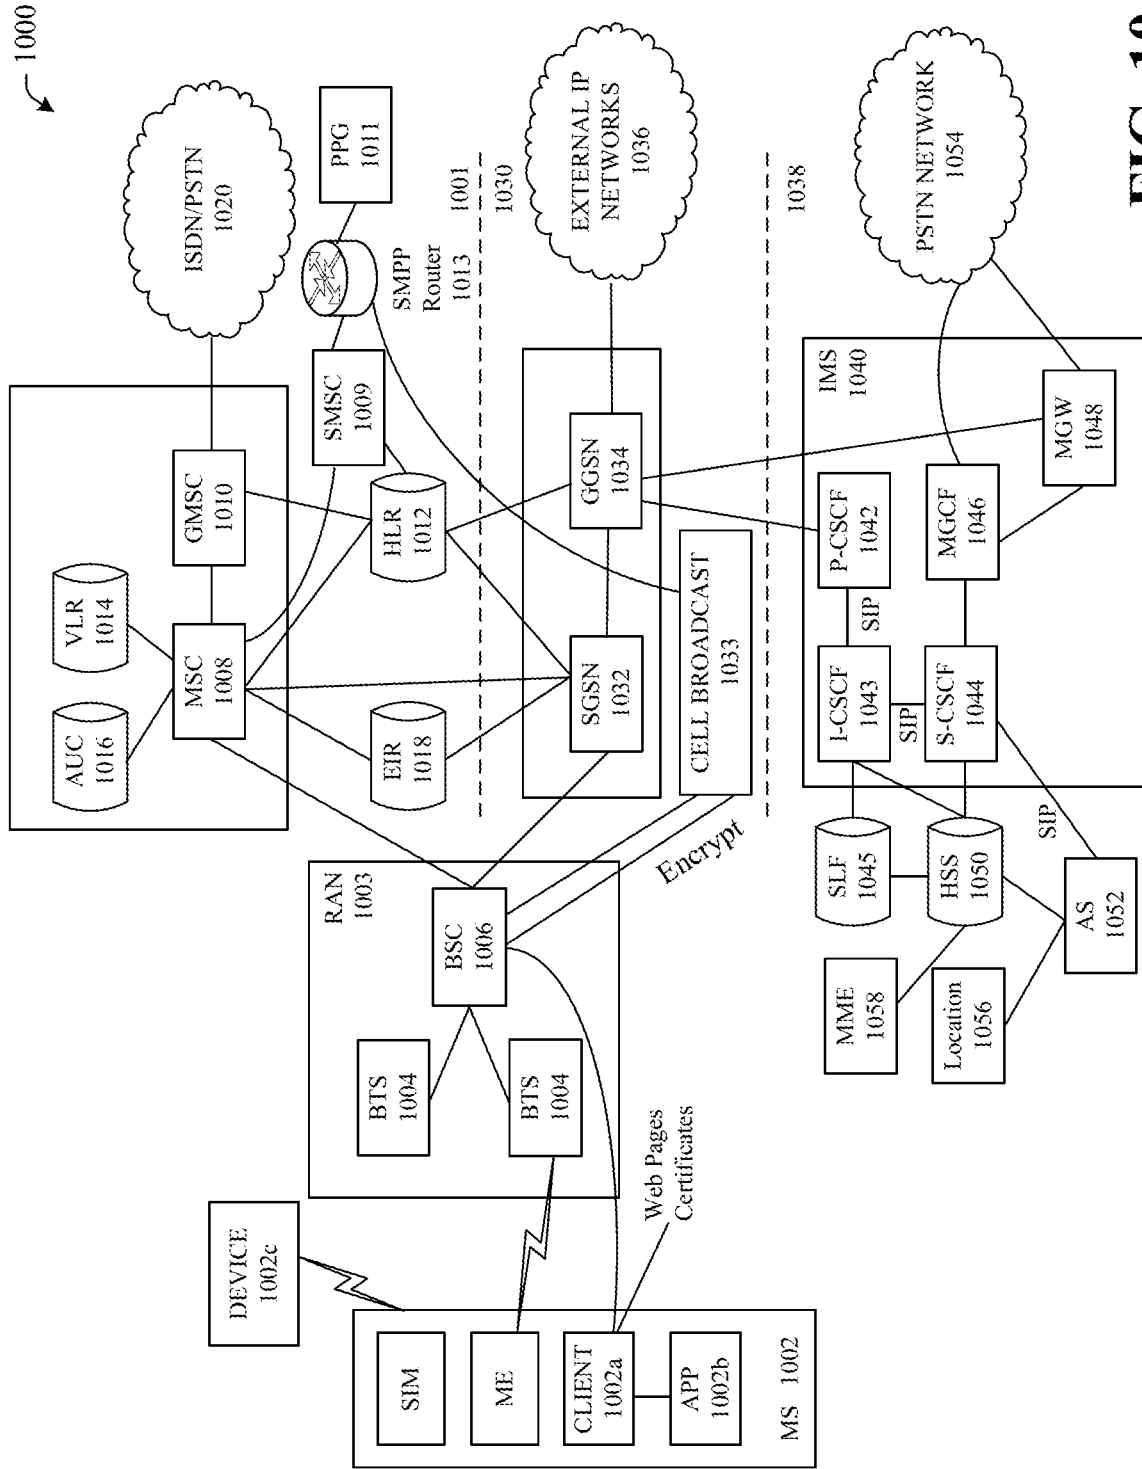 1000
ISDN/PSTN
1020
PPG
1011
VLR
1014
AUC
1016
GMSC
1010
MSC
1008
SMSC
1009
SMPP
Router
1013
HLR
1012
EIR
1018
1001
1030
EXTERNAL IP
NETWORKS
1036
GGSN
1034
SGSN
1032
CELL BROADCAST
1033
Encrypt
1038
RAN
1003
BSC
1006
BTS
1004
BTS
1004
DEVICE
1002c
SIM
ME
CLIENT
1002a
APP
1002b
MS 1002
Web Pages
Certificates
PSTN NETWORK
1054
IMS
1040
P-CSCF
1042
SIP
I-CSCF
1043
SIP
S-CSCF
1044
MGCF
1046
MGW
1048
SLF
1045
HSS
1050
SIP
AS
1052
MME
1058
Location
1056
FIG. 10